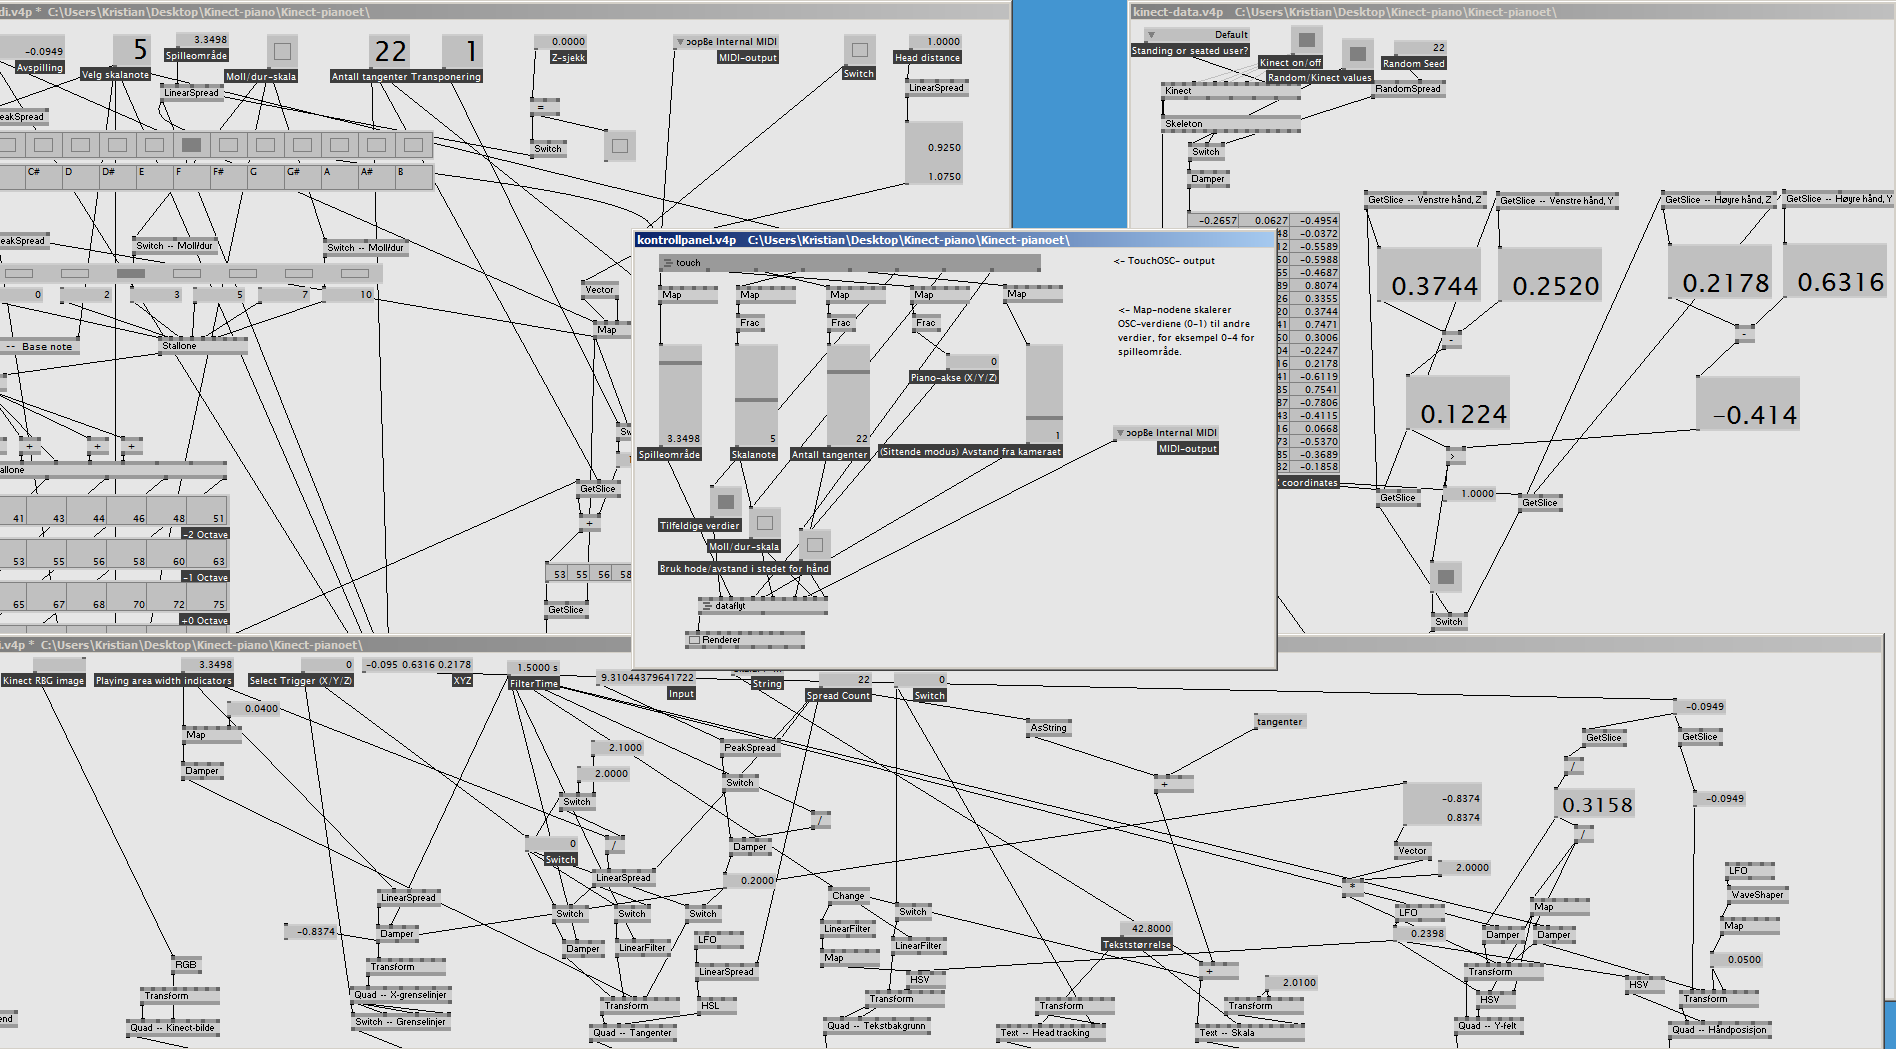 di.v4p *  C:\Users\Kristian\Desktop\Kinect-piano\Kinect-pianoet\
-0.0949
Avspilling
5
Velg skalanote
3.3498
Spilleområde
LinearSpread
Moll/dur-skala
22
1
Antall tangenter Transponering
0.0000
Z-sjekk
=
Switch
oopBe Internal MIDI
MIDI-output
Switch
1.0000
Head distance
LinearSpread
0.9250
1.0750
eakSpread
C# D D# E F F# G G# A A# B
eakSpread
Switch -- Moll/dur
Switch -- Moll/dur
0 2 3 5 7 10
-- Base note
Stallone
Vector
Map
+ + +
allone
GetSlice
+
41 43 44 46 48 51
-2 Octave
53 55 56 58 60 63
-1 Octave
65 67 68 70 72 75
+0 Octave
53 55 56 58
GetSlice
kontrollpanel.v4p   C:\Users\Kristian\Desktop\Kinect-piano\Kinect-pianoet\
touch
<- TouchOSC- output
Map Map Map Map Map
Frac Frac Frac
<- Map-nodene skalerer
OSC-verdiene (0-1) til andre
verdier, for eksempel 0-4 for
spilleområde.
0
Piano-akse (X/Y/Z)
3.3498 5 22 1
Spilleområde Skalanote Antall tangenter (Sittende modus) Avstand fra kameraet
oopBe Internal MIDI
MIDI-output
Tilfeldige verdier
Moll/dur-skala
Bruk hode/avstand i stedet for hånd
dataflyt
Renderer
kinect-data.v4p   C:\Users\Kristian\Desktop\Kinect-piano\Kinect-pianoet\
Default
Standing or seated user?
Kinect on/off
Random/Kinect values
22
Random Seed
RandomSpread
Kinect
Skeleton
Switch
Damper
-0.2657 0.0627 -0.4954
48 -0.0372
12 -0.5589
50 -0.5988
65 -0.4687
89 0.8074
26 0.3355
20 0.3744
41 0.7471
50 0.3006
04 -0.2247
16 0.2178
41 -0.6119
35 0.7541
87 -0.7806
43 -0.4115
16 0.0668
73 -0.5370
85 -0.3689
32 -0.1858
coordinates
GetSlice -- Venstre hånd, Z
GetSlice -- Venstre hånd, Y
GetSlice -- Høyre hånd, Z
GetSlice -- Høyre hånd, Y
0.3744
0.2520
0.2178
0.6316
-
-
0.1224
-0.414
>
GetSlice
1.0000
GetSlice
Switch
i.v4p *  C:\Users\Kristian\Desktop\Kinect-piano\Kinect-pianoet\
Kinect RBG image
3.3498
Playing area width indicators
0
Select Trigger (X/Y/Z)
-0.095 0.6316 0.2178
XYZ
1.5000 s
FilterTime
9.31044379641722
Input
String
22
Spread Count
0
Switch
0.0400
Map
Damper
2.1000
2.0000
Switch
0
Switch
/
LinearSpread
PeakSpread
Switch
/
Damper
0.2000
AsString
tangenter
+
-0.0949
GetSlice
GetSlice
/
0.3158
/
-0.0949
-0.8374
0.8374
Vector
2.0000
*
LFO
0.2398
Map
Damper
Damper
LFO
WaveShaper
Map
0.0500
LinearSpread
-0.8374
Damper
Transform
Quad -- X-grenselinjer
Switch -- Grenselinjer
RGB
Transform
Quad -- Kinect-bilde
end
Switch Switch Switch
Damper LinearFilter
LFO
LinearSpread
Transform
HSL
Quad -- Tangenter
Change
LinearFilter
Map
Switch
LinearFilter
HSV
Transform
Quad -- Tekstbakgrunn
42.8000
Tekststørrelse
+
2.0100
Transform
Text -- Head tracking
Transform
Text -- Skala
Transform
HSV
Quad -- Y-felt
HSV
Transform
Quad -- Håndposisjon